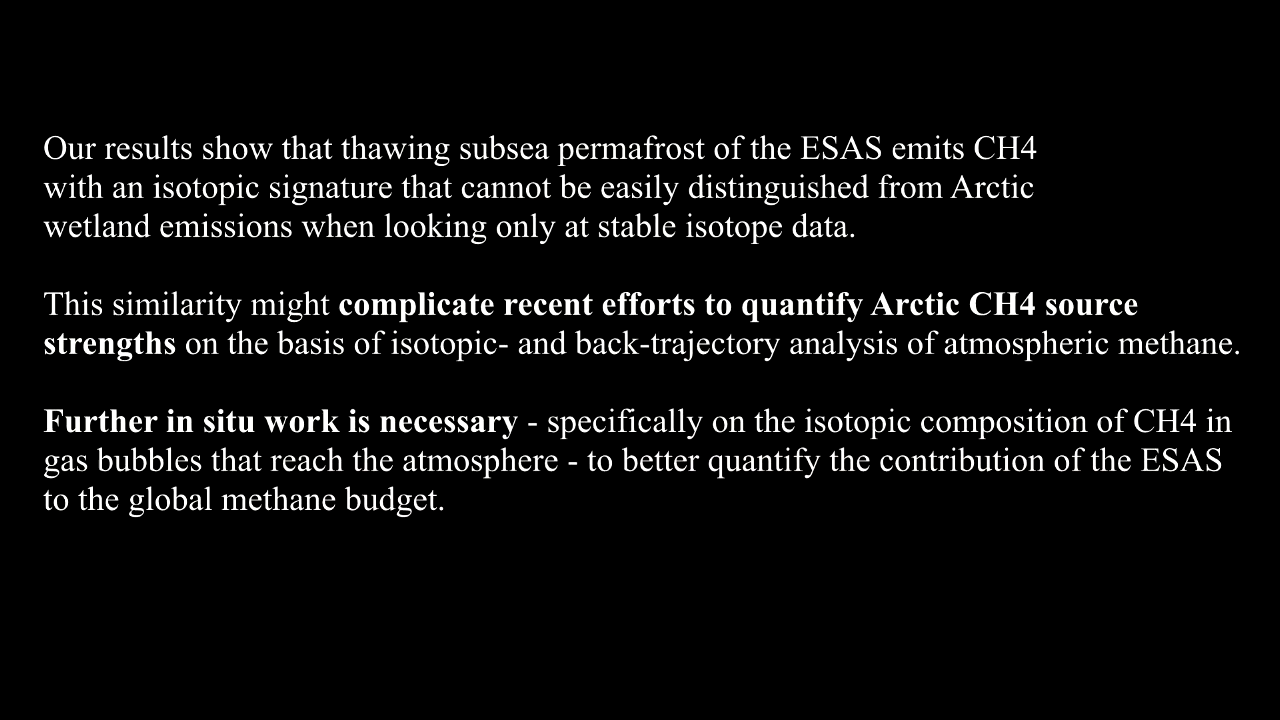 Our results show that thawing subsea permafrost of the ESAS emits CH4
with an isotopic signature that cannot be easily distinguished from Arctic
wetland emissions when looking only at stable isotope data.
This similarity might complicate recent efforts to quantify Arctic CH4 source
strengths on the basis of isotopic- and back-trajectory analysis of atmospheric methane.
Further in situ work is necessary - specifically on the isotopic composition of CH4 in
gas bubbles that reach the atmosphere - to better quantify the contribution of the ESAS
to the global methane budget.